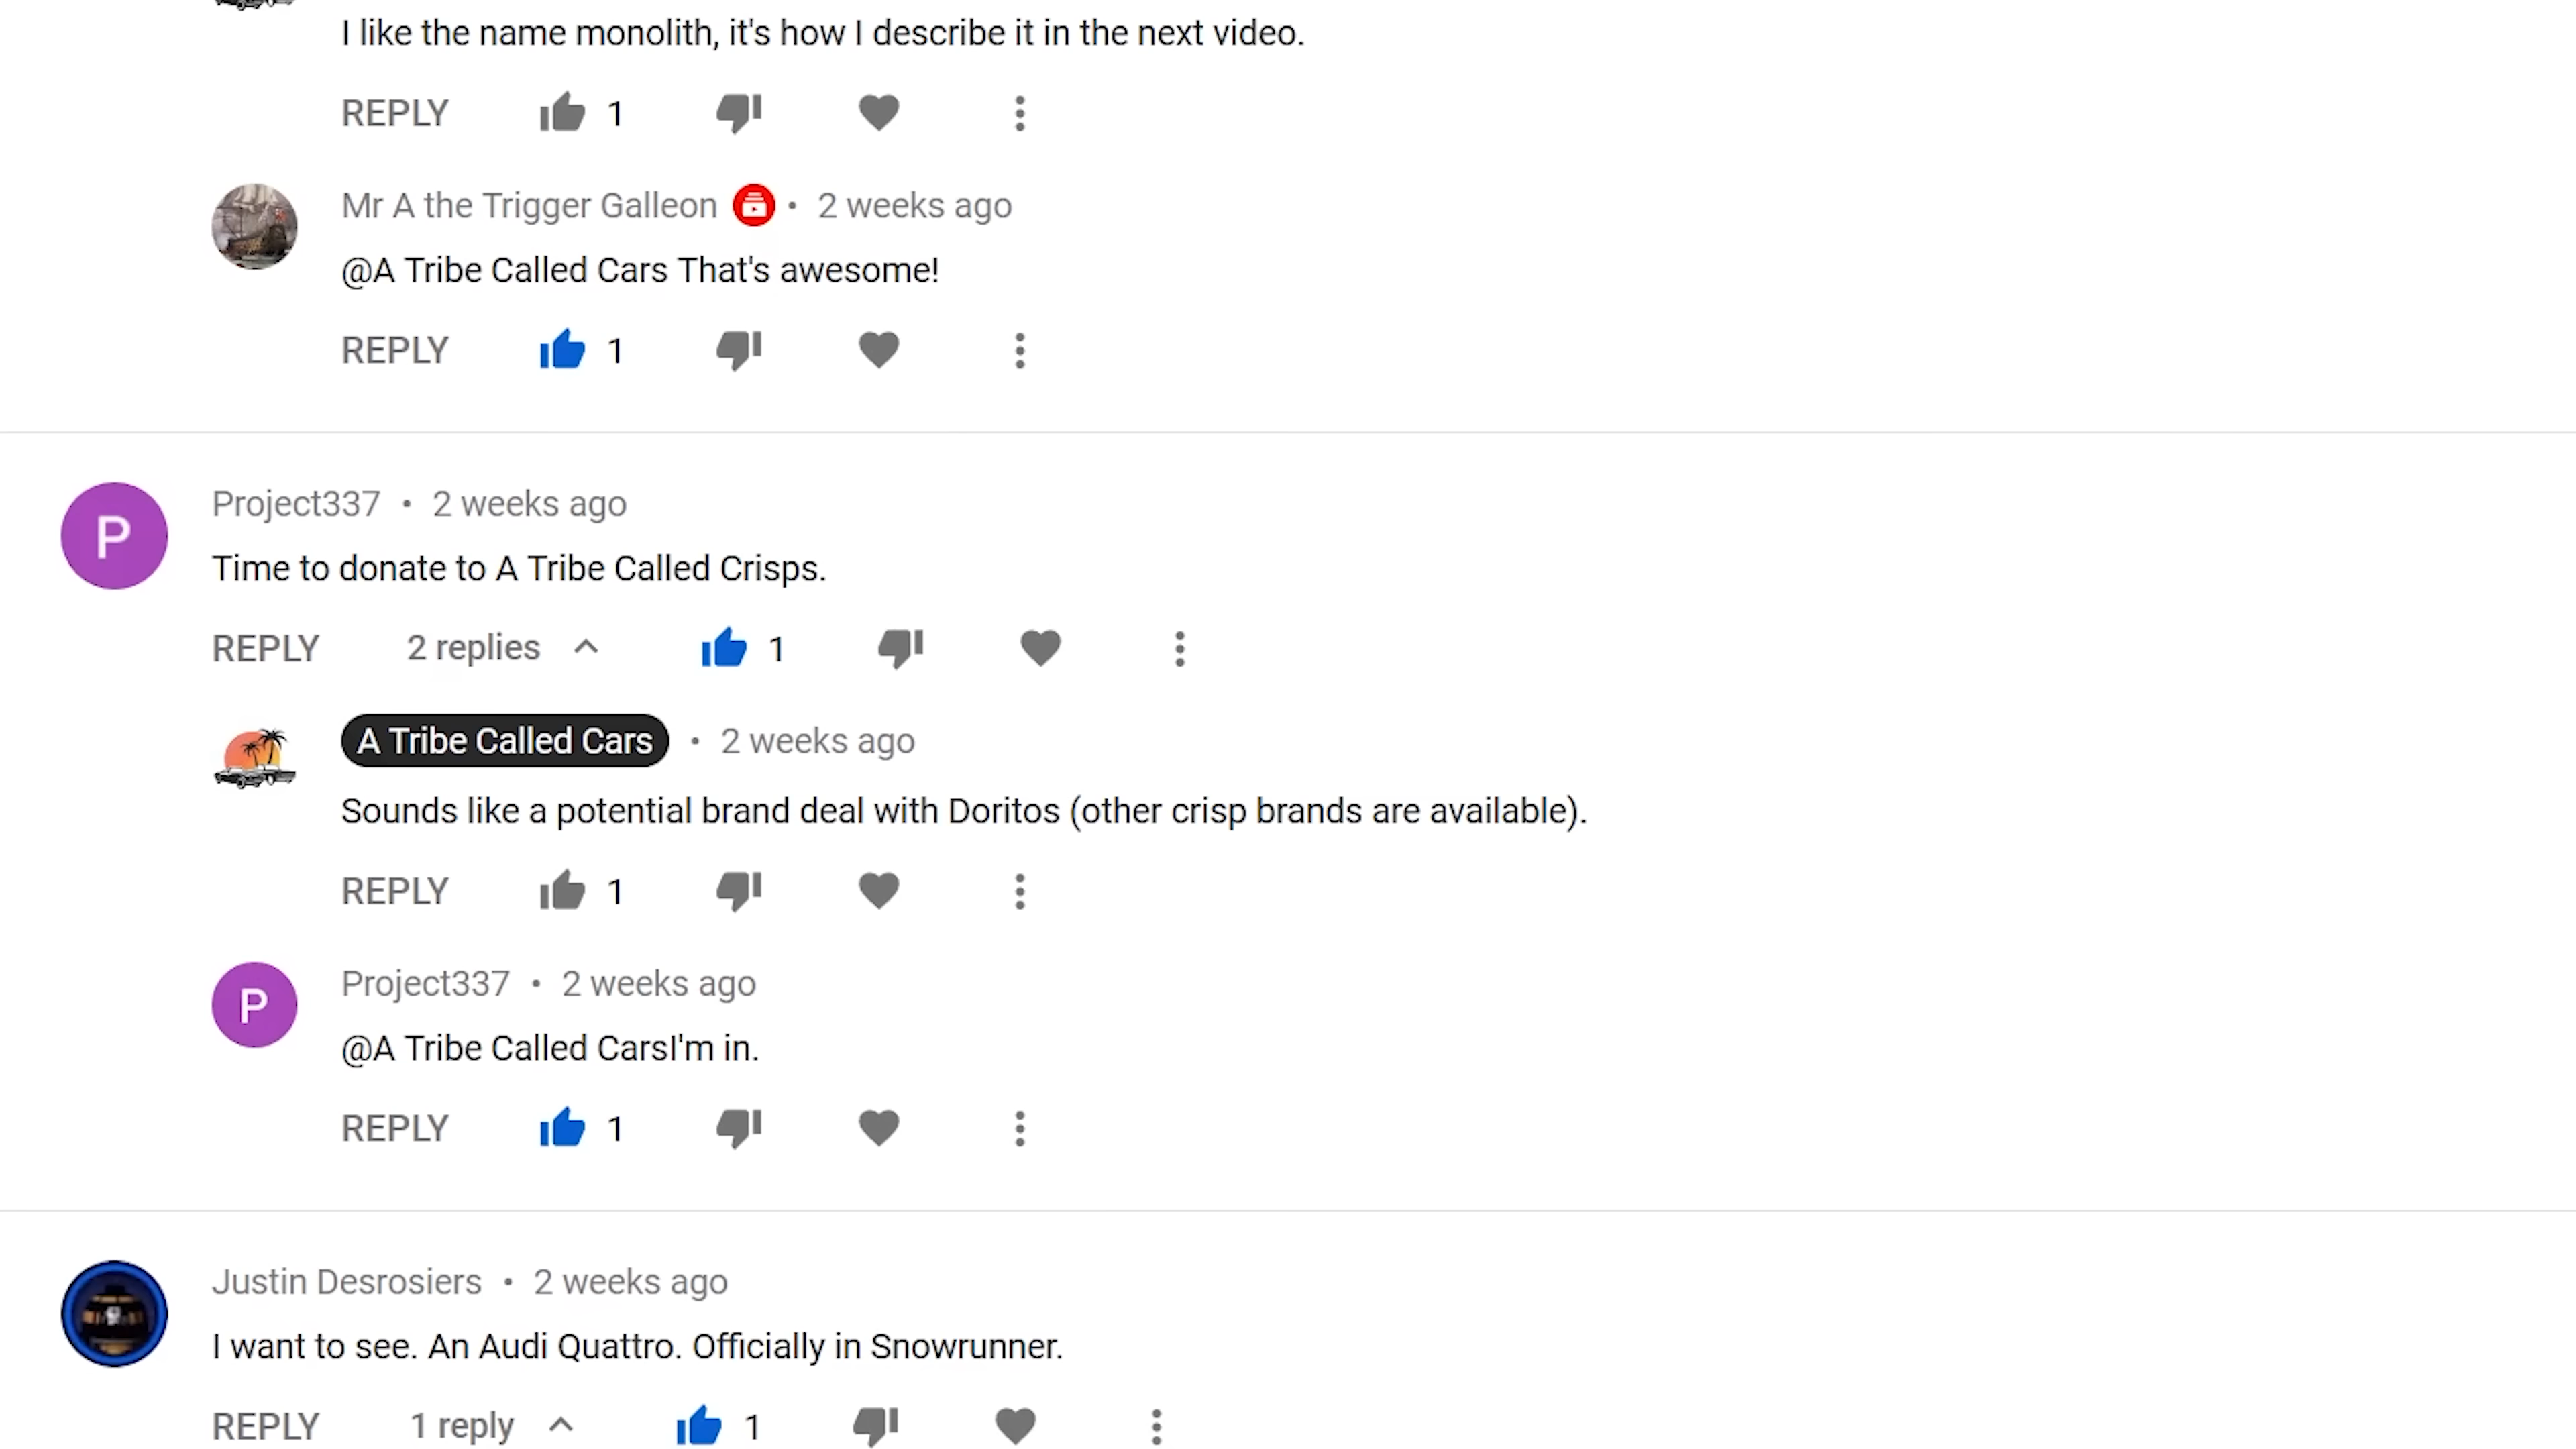 I like the name monolith, it's how I describe it in the next video.
REPLY 1
Mr A the Trigger Galleon • 2 weeks ago
@A Tribe Called Cars That's awesome!
REPLY 1
P
Project337 • 2 weeks ago
Time to donate to A Tribe Called Crisps.
REPLY 2 replies 1
A Tribe Called Cars • 2 weeks ago
Sounds like a potential brand deal with Doritos (other crisp brands are available).
REPLY 1
P
Project337 • 2 weeks ago
@A Tribe Called CarsI'm in.
REPLY 1
Justin Desrosiers • 2 weeks ago
I want to see. An Audi Quattro. Officially in Snowrunner.
REPLY 1 reply 1